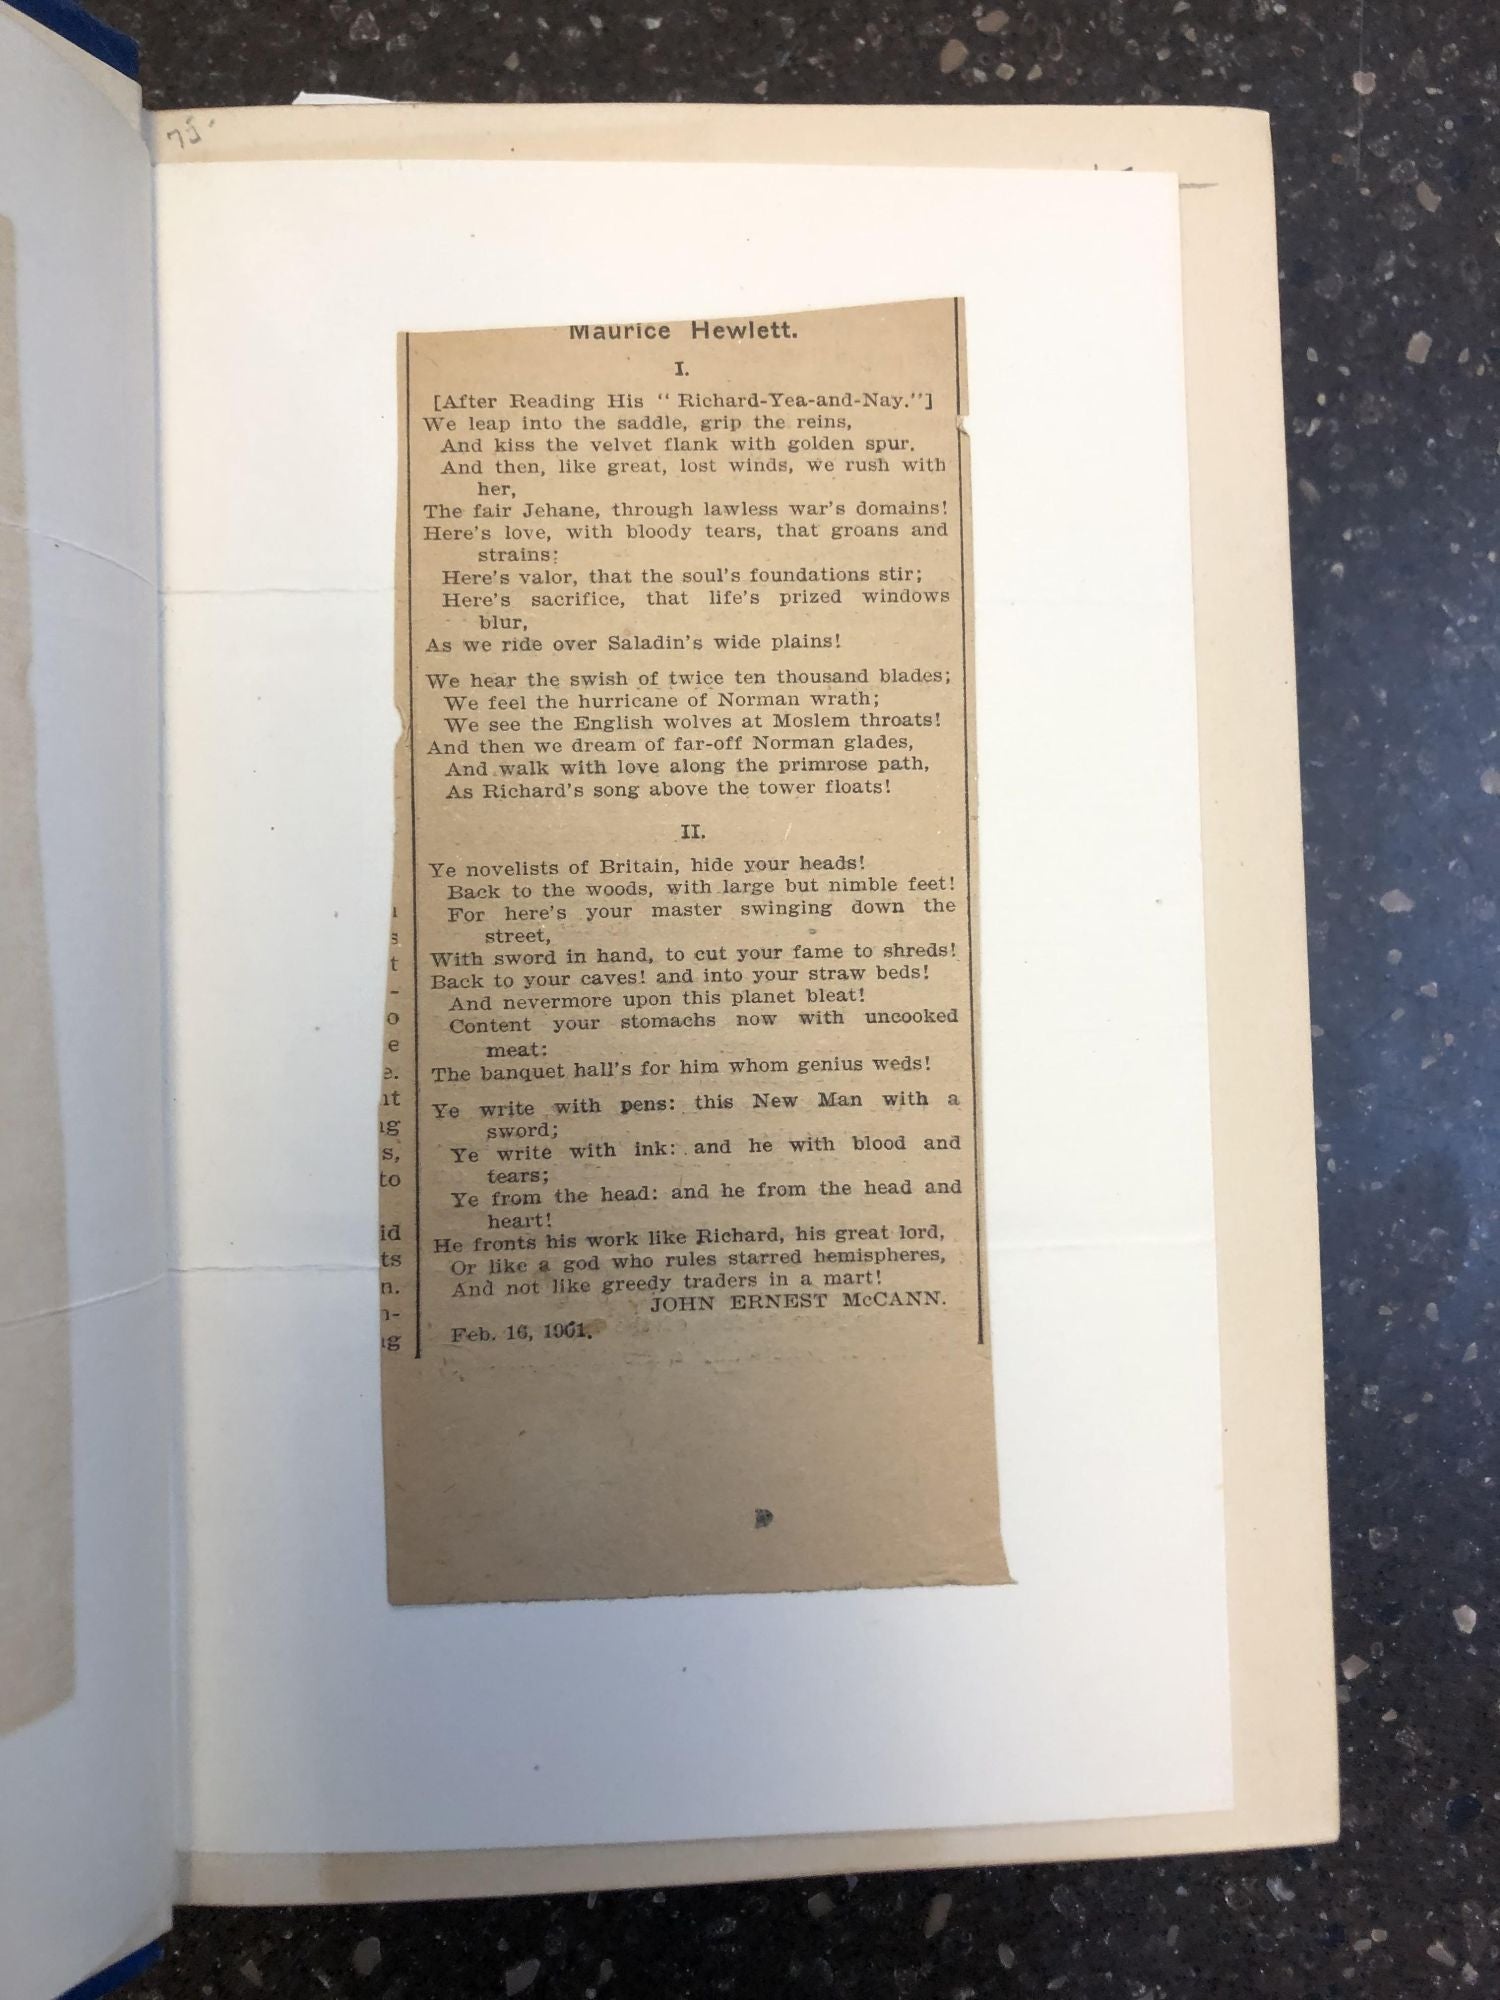 75
Maurice Hewlett.
I.
[After Reading His "Richard-Yea-and-Nay."]
We leap into the saddle, grip the reins,
And kiss the velvet flank with golden spur.
And then, like great, lost winds, we rush with
her,
The fair Jehane, through lawless war's domains!
Here's love, with bloody tears, that groans and
strains;
Here's valor, that the soul's foundations stir;
Here's sacrifice, that life's prized windows
blur,
As we ride over Saladin's wide plains!
We hear the swish of twice ten thousand blades;
We feel the hurricane of Norman wrath;
We see the English wolves at Moslem throats!
And then we dream of far-off Norman glades,
And walk with love along the primrose path,
As Richard's song above the tower floats!
II.
Ye novelists of Britain, hide your heads!
Back to the woods, with large but nimble feet!
For here's your master swinging down the
street,
With sword in hand, to cut your fame to shreds!
Back to your caves! and into your straw beds!
And nevermore upon this planet bleat!
Content your stomachs now with uncooked
meat:
The banquet hall's for him whom genius weds!
Ye write with pens: this New Man with a
sword;
Ye write with ink: and he with blood and
tears;
Ye from the head: and he from the head and
heart!
He fronts his work like Richard, his great lord,
Or like a god who rules starred hemispheres,
And not like greedy traders in a mart!
JOHN ERNEST McCANN.
Feb. 16, 1901.
s
t
-
o
e
e.
s,
to
id
ts
n.